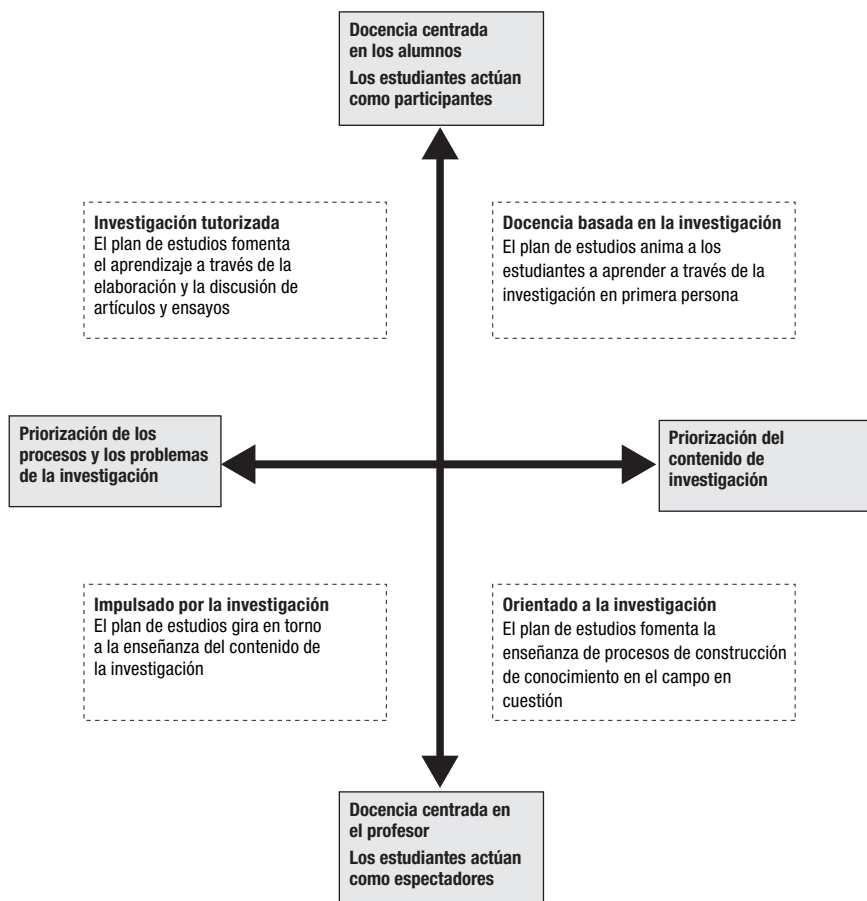 Docencia centrada
en los alumnos
Los estudiantes actúan
como participantes
Investigación tutorizada
El plan de estudios fomenta
el aprendizaje a través de la
elaboración y la discusión de
artículos y ensayos
Docencia basada en la investigación
El plan de estudios anima a los
estudiantes a aprender a través de la
investigación en primera persona
Priorización de los
procesos y los problemas
de la investigación
Priorización del
contenido de
investigación
Impulsado por la investigación
El plan de estudios gira en torno
a la enseñanza del contenido de
la investigación
Orientado a la investigación
El plan de estudios fomenta la
enseñanza de procesos de construcción
de conocimiento en el campo en
cuestión
Docencia centrada en
el profesor
Los estudiantes actúan
como espectadores